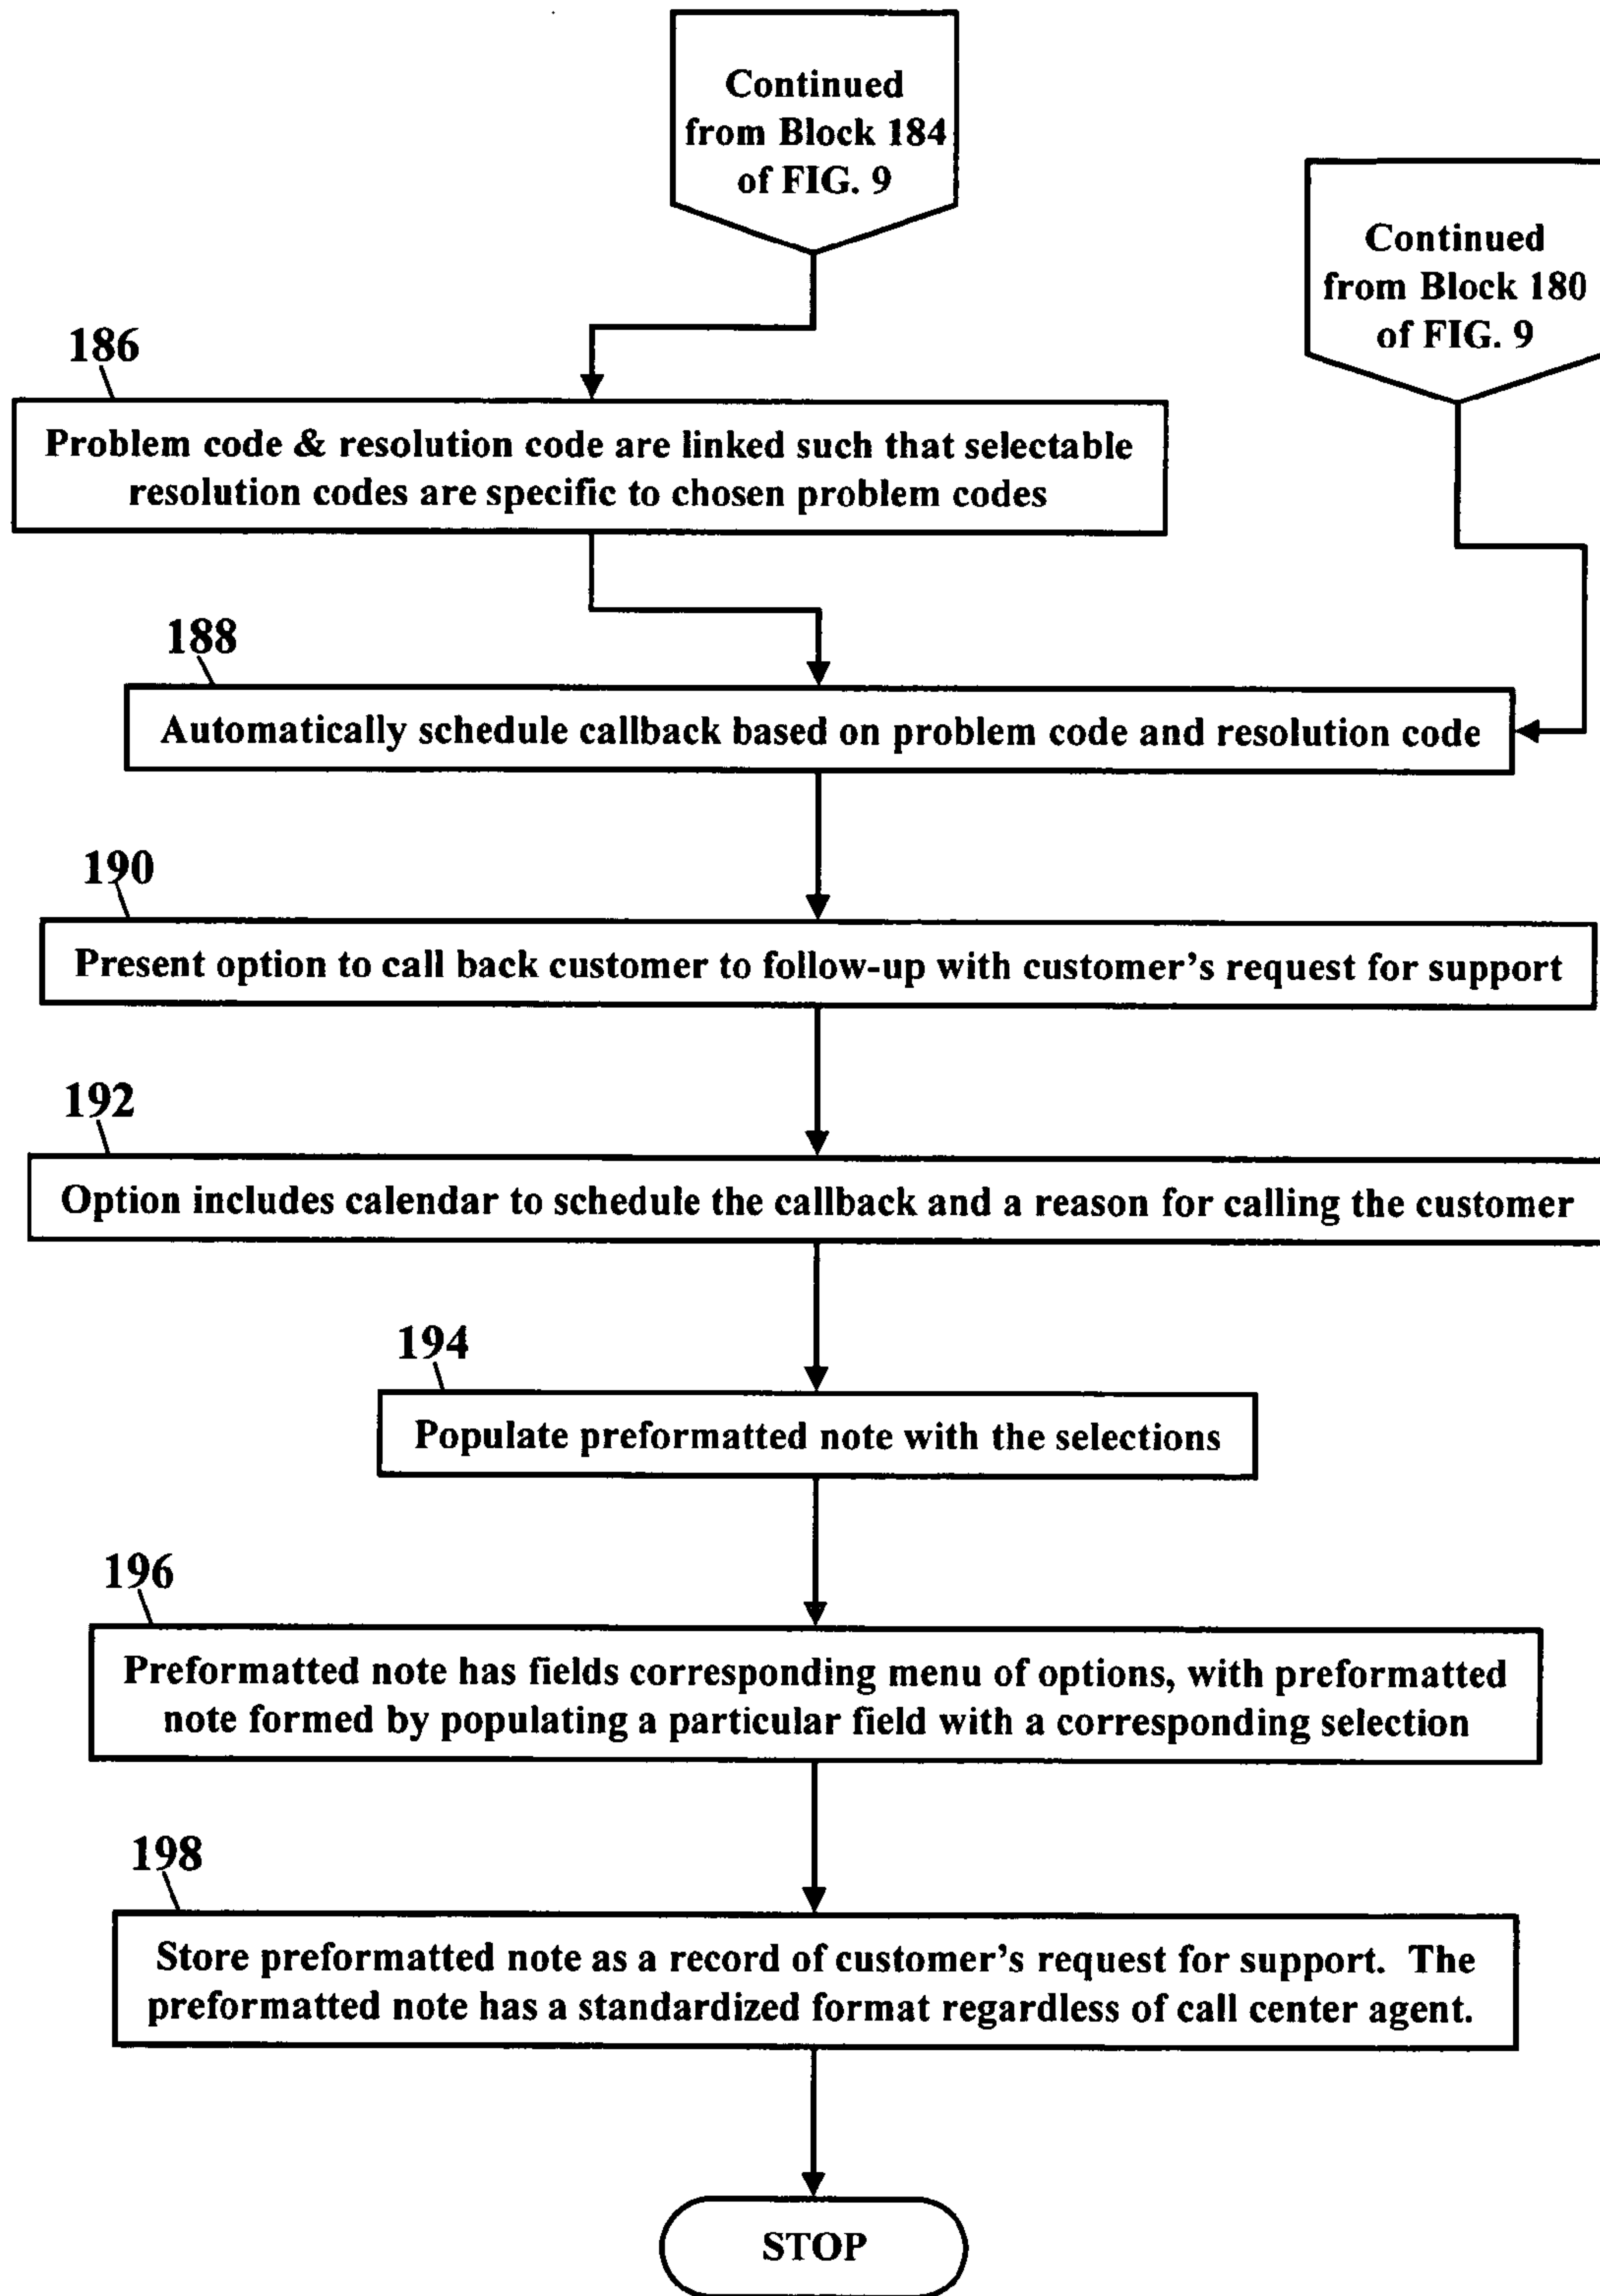 Continued
from Block 184
of FIG. 9
Continued
from Block 180
of FIG. 9
186
Problem code & resolution code are linked such that selectable
resolution codes are specific to chosen problem codes
188
Automatically schedule callback based on problem code and resolution code
190
Present option to call back customer to follow-up with customer's request for support
192
Option includes calendar to schedule the callback and a reason for calling the customer
194
Populate preformatted note with the selections
196
Preformatted note has fields corresponding menu of options, with preformatted
note formed by populating a particular field with a corresponding selection
198
Store preformatted note as a record of customer's request for support. The
preformatted note has a standardized format regardless of call center agent.
STOP